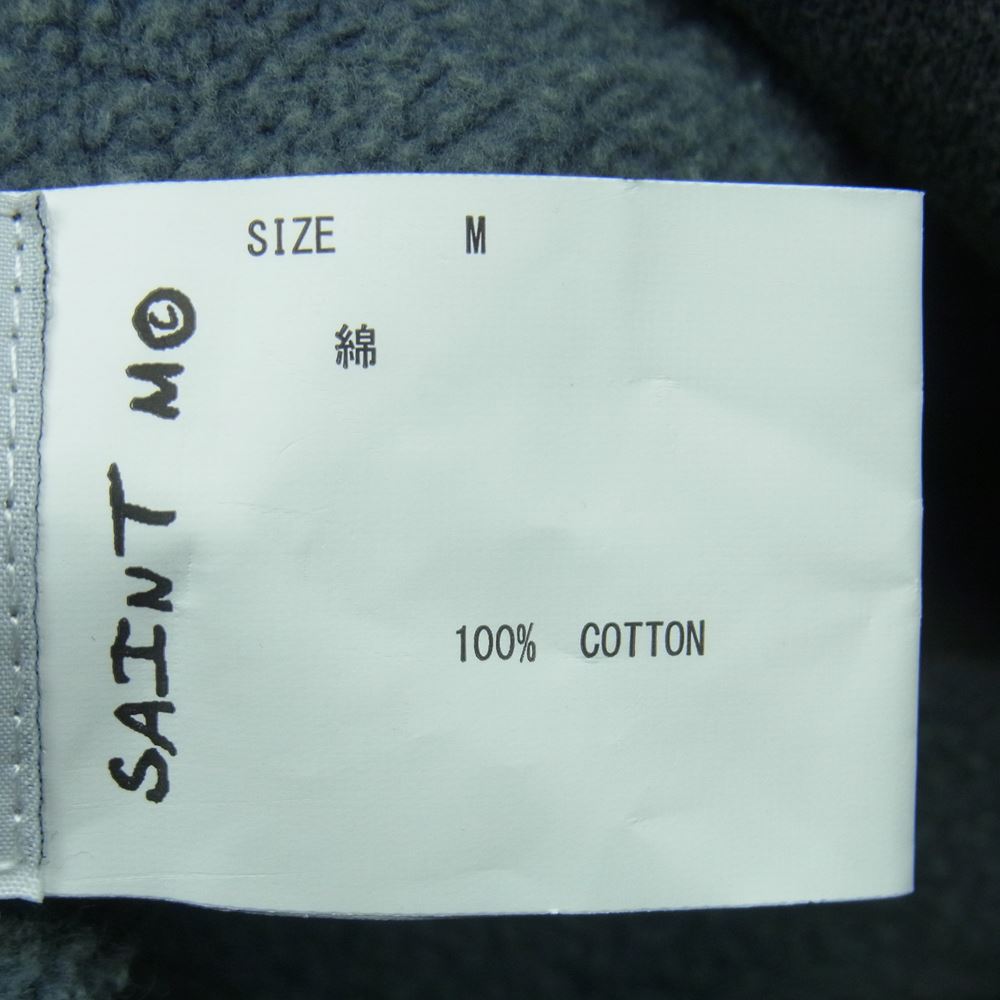 SIZE M
綿
100% COTTON
SAINT M©